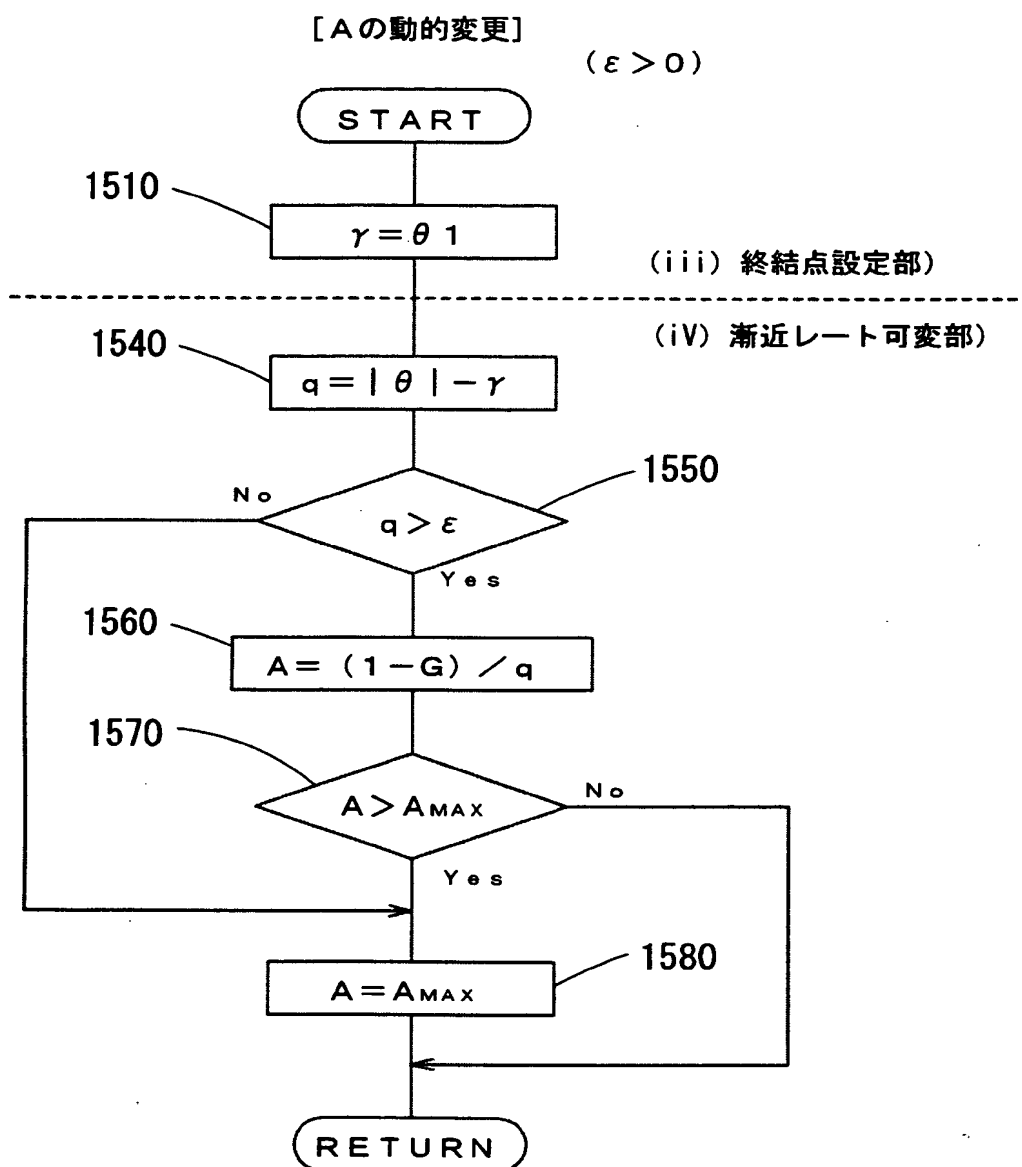 [Aの動的変更]
(ε>0)
START
1510
γ=θ1
(iii) 終結点設定部)
(iV) 漸近レート可変部)
1540
q=|θ|-γ
1550
No
q>ε
Yes
1560
A=(1-G)/q
1570
No
A>AMAX
Yes
1580
A=AMAX
RETURN